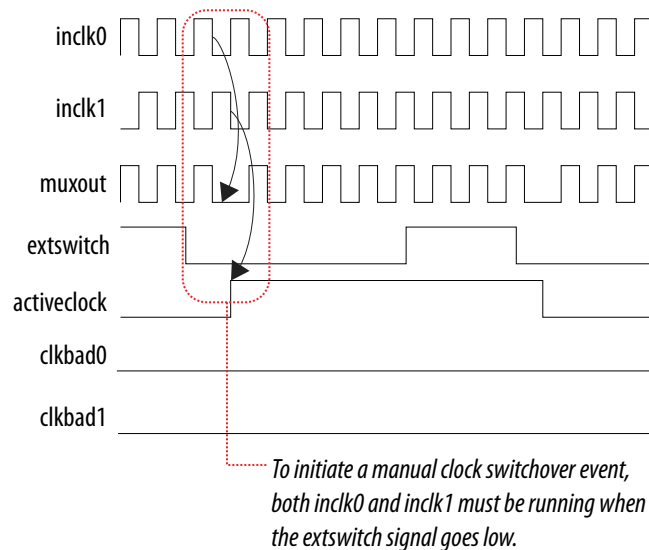 inclk0
inclk1
muxout
extswitch
activeclock
clkbad0
clkbad1
To initiate a manual clock switchover event,
both inclk0 and inclk1 must be running when
the extswitch signal goes low.